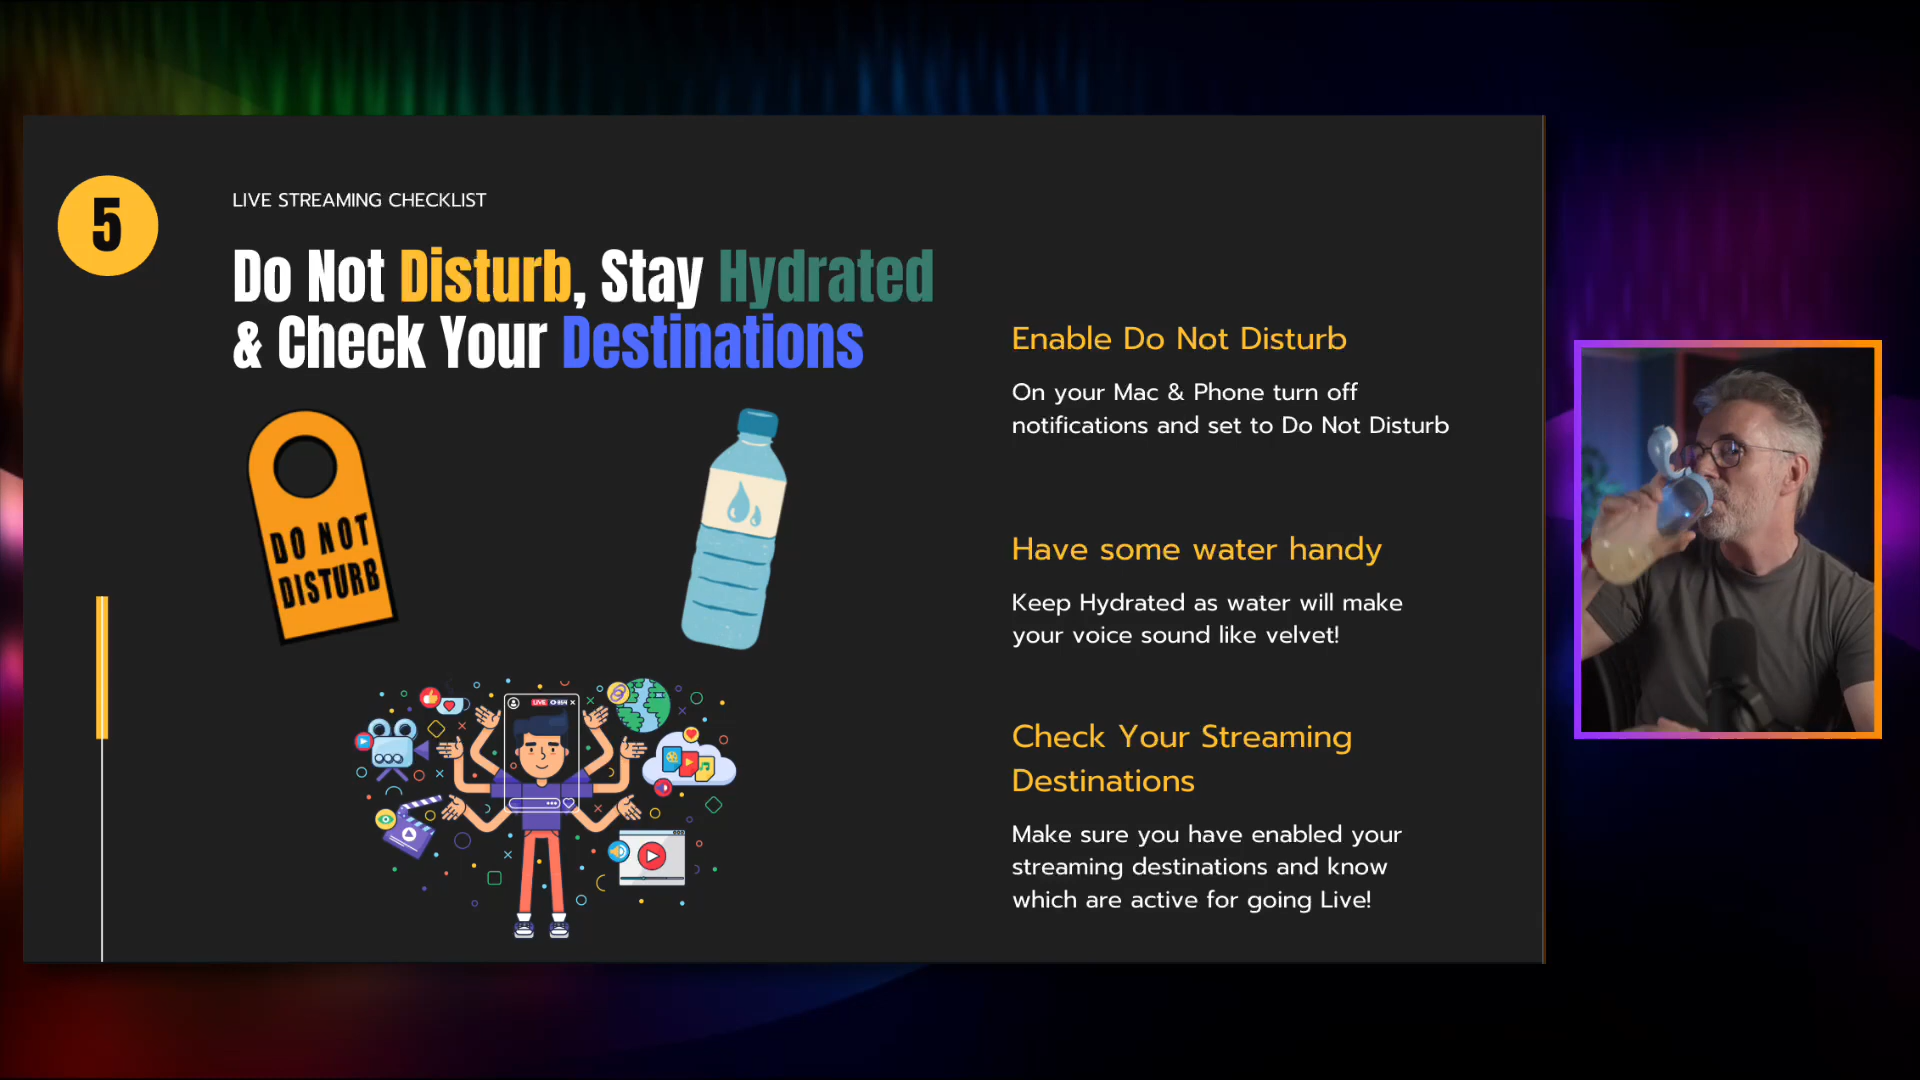 5
LIVE STREAMING CHECKLIST
Do Not Disturb, Stay Hydrated
& Check Your Destinations
DO NOT
DISTURB
LIVE
Enable Do Not Disturb
On your Mac & Phone turn off
notifications and set to Do Not Disturb
Have some water handy
Keep Hydrated as water will make
your voice sound like velvet!
Check Your Streaming
Destinations
Make sure you have enabled your
streaming destinations and know
which are active for going Live!